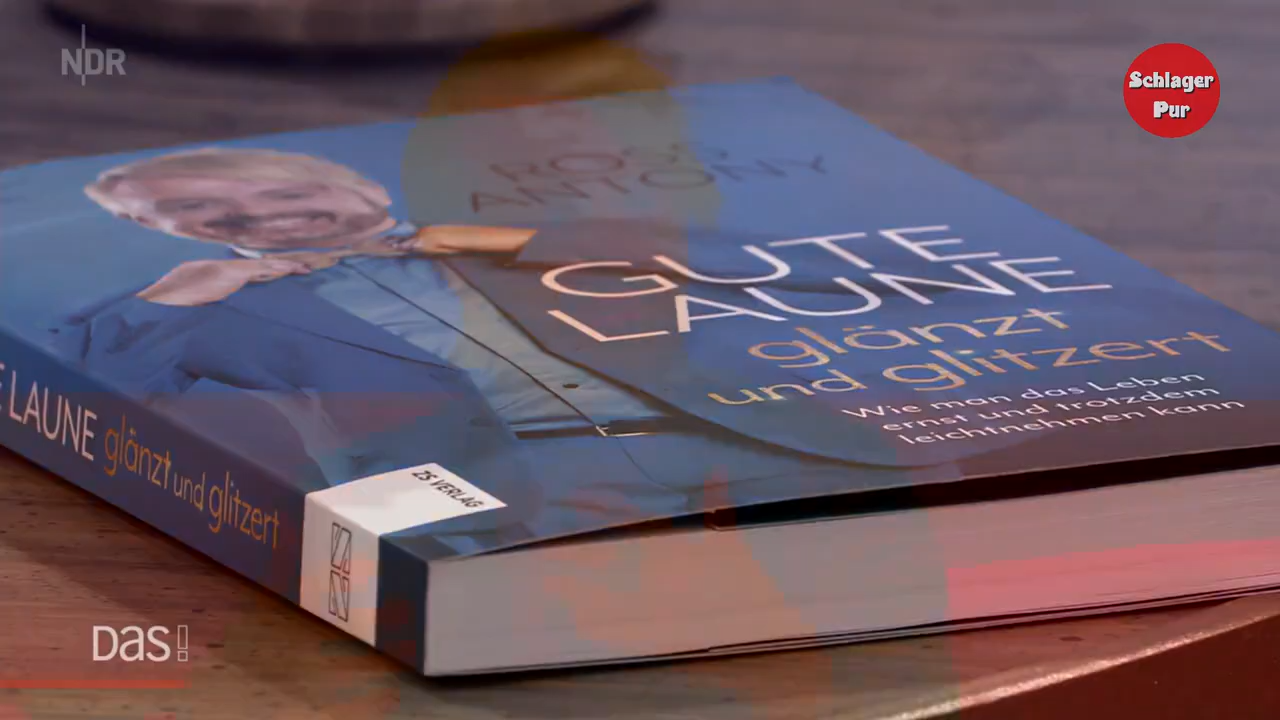 NDR
Schlager
Pur
ROSS
ANTONY
GUTE
LAUNE
glänzt
und glitzert
Wie man das Leben
ernst und trotzdem
leichtnehmen kann
LAUNE glänzt und glitzert
ZS VERLAG
DAS!